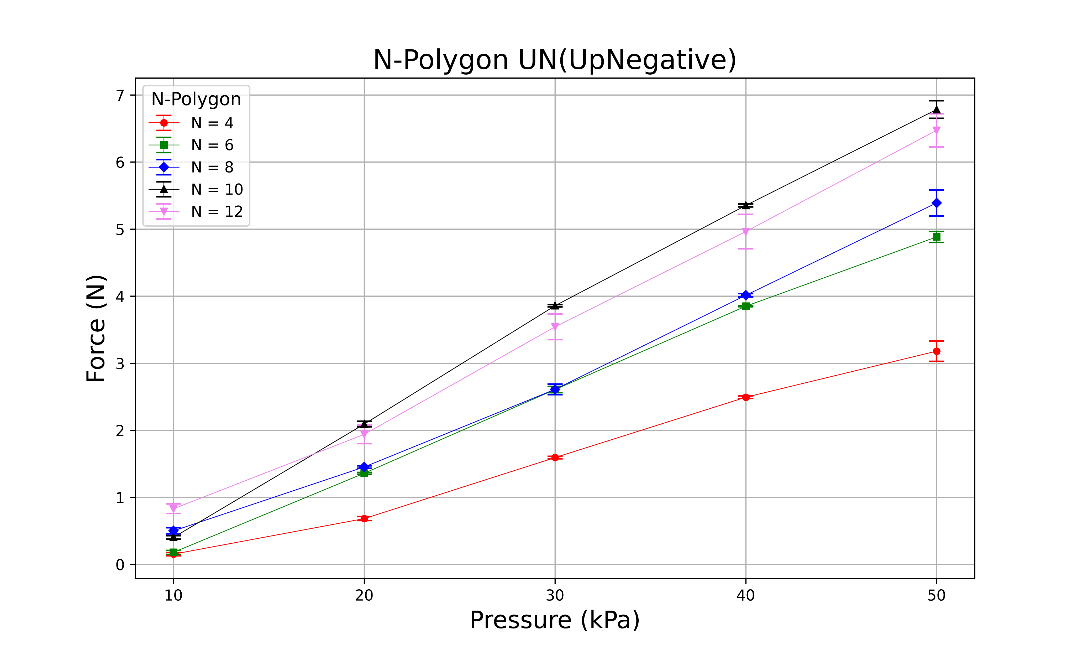 N-Polygon UN(UpNegative)
N-Polygon
N = 4
N = 6
N = 8
N = 10
N = 12
7
6
5
4
3
2
1
0
Force (N)
10 20 30 40 50
Pressure (kPa)